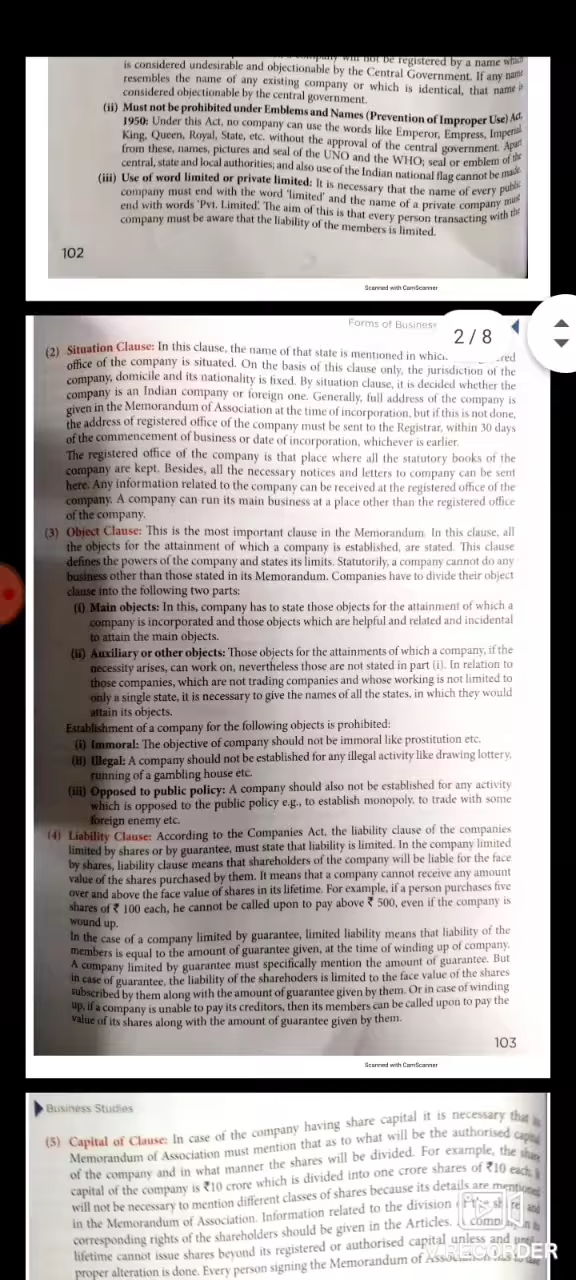 company will not be registered by a name which
is considered undesirable and objectionable by the Central Government. If any name
resembles the name of any existing company or which is identical, that name is
considered objectionable by the central government.
(ii) Must not be prohibited under Emblems and Names (Prevention of Improper Use) Act,
1950: Under this Act, no company can use the words like Emperor, Empress, Imperial
King, Queen, Royal, State, etc. without the approval of the central government. Apart
from these, names, pictures and seal of the UNO and the WHO; seal or emblem of the
central, state and local authorities; and also use of the Indian national flag cannot be made.
(iii) Use of word limited or private limited: It is necessary that the name of every public
company must end with the word 'limited' and the name of a private company must
end with words 'Pvt. Limited'. The aim of this is that every person transacting with the
company must be aware that the liability of the members is limited.
102
Scanned with CamScanner
Forms of Business
2 / 8
(2) Situation Clause: In this clause, the name of that state is mentioned in which
office of the company is situated. On the basis of this clause only, the jurisdiction of the
company, domicile and its nationality is fixed. By situation clause, it is decided whether the
company is an Indian company or foreign one. Generally, full address of the company is
given in the Memorandum of Association at the time of incorporation, but if this is not done,
the address of registered office of the company must be sent to the Registrar, within 30 days
of the commencement of business or date of incorporation, whichever is earlier.
The registered office of the company is that place where all the statutory books of the
company are kept. Besides, all the necessary notices and letters to company can be sent
here. Any information related to the company can be received at the registered office of the
company. A company can run its main business at a place other than the registered office
of the company.
(3) Object Clause: This is the most important clause in the Memorandum. In this clause, all
the objects for the attainment of which a company is established, are stated. This clause
defines the powers of the company and states its limits. Statutorily, a company cannot do any
business other than those stated in its Memorandum. Companies have to divide their object
clause into the following two parts:
(i) Main objects: In this, company has to state those objects for the attainment of which a
company is incorporated and those objects which are helpful and related and incidental
to attain the main objects.
(ii) Auxiliary or other objects: Those objects for the attainments of which a company, if the
necessity arises, can work on, nevertheless those are not stated in part (i). In relation to
those companies, which are not trading companies and whose working is not limited to
only a single state, it is necessary to give the names of all the states, in which they would
attain its objects.
Establishment of a company for the following objects is prohibited:
(i) Immoral: The objective of company should not be immoral like prostitution etc.
(ii) Illegal: A company should not be established for any illegal activity like drawing lottery,
running of a gambling house etc.
(iii) Opposed to public policy: A company should also not be established for any activity
which is opposed to the public policy e.g., to establish monopoly, to trade with some
foreign enemy etc.
(4) Liability Clause: According to the Companies Act, the liability clause of the companies
limited by shares or by guarantee, must state that liability is limited. In the company limited
by shares, liability clause means that shareholders of the company will be liable for the face
value of the shares purchased by them. It means that a company cannot receive any amount
over and above the face value of shares in its lifetime. For example, if a person purchases five
shares of ₹ 100 each, he cannot be called upon to pay above ₹ 500, even if the company is
wound up.
In the case of a company limited by guarantee, limited liability means that liability of the
members is equal to the amount of guarantee given, at the time of winding up of company.
A company limited by guarantee must specifically mention the amount of guarantee. But
in case of guarantee, the liability of the sharehoders is limited to the face value of the shares
subscribed by them along with the amount of guarantee given by them. Or in case of winding
up, if a company is unable to pay its creditors, then its members can be called upon to pay the
value of its shares along with the amount of guarantee given by them.
103
Scanned with CamScanner
Business Studies
(5) Capital of Clause: In case of the company having share capital it is necessary that
Memorandum of Association must mention that as to what will be the authorised capital
of the company and in what manner the shares will be divided. For example, the share
capital of the company is ₹10 crore which is divided into one crore shares of ₹10 each,
will not be necessary to mention different classes of shares because its details are mentioned
in the Memorandum of Association. Information related to the division of the share and
corresponding rights of the shareholders should be given in the Articles. A company in
lifetime cannot issue shares beyond its registered or authorised capital unless and until
proper alteration is done. Every person signing the Memorandum of Association has to
V RECORDER